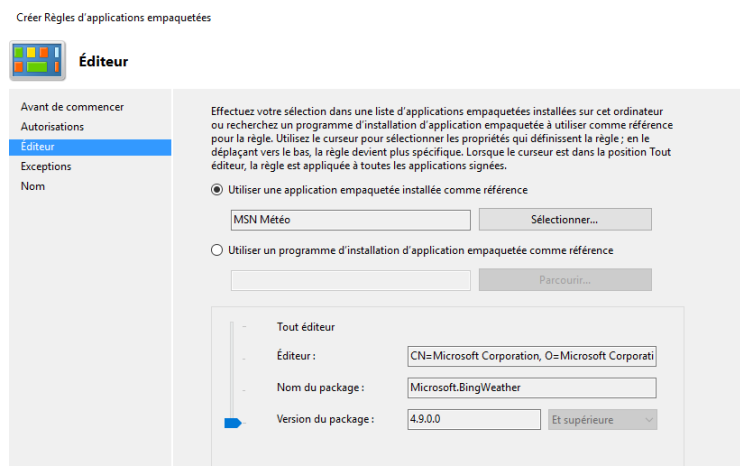 Créer Règles d'applications empaquetées
Éditeur
Avant de commencer
Autorisations
Éditeur
Exceptions
Nom
Effectuez votre sélection dans une liste d'applications empaquetées installées sur cet ordinateur
ou recherchez un programme d'installation d'application empaquetée à utiliser comme référence
pour la règle. Utilisez le curseur pour sélectionner les propriétés qui définissent la règle ; en le
déplaçant vers le bas, la règle devient plus spécifique. Lorsque le curseur est dans la position Tout
éditeur, la règle est appliquée à toutes les applications signées.
Utiliser une application empaquetée installée comme référence
MSN Météo
Sélectionner...
Utiliser un programme d'installation d'application empaquetée comme référence
Parcourir...
Tout éditeur
Éditeur :
CN=Microsoft Corporation, O=Microsoft Corporati
Nom du package :
Microsoft.BingWeather
Version du package :
4.9.0.0
Et supérieure